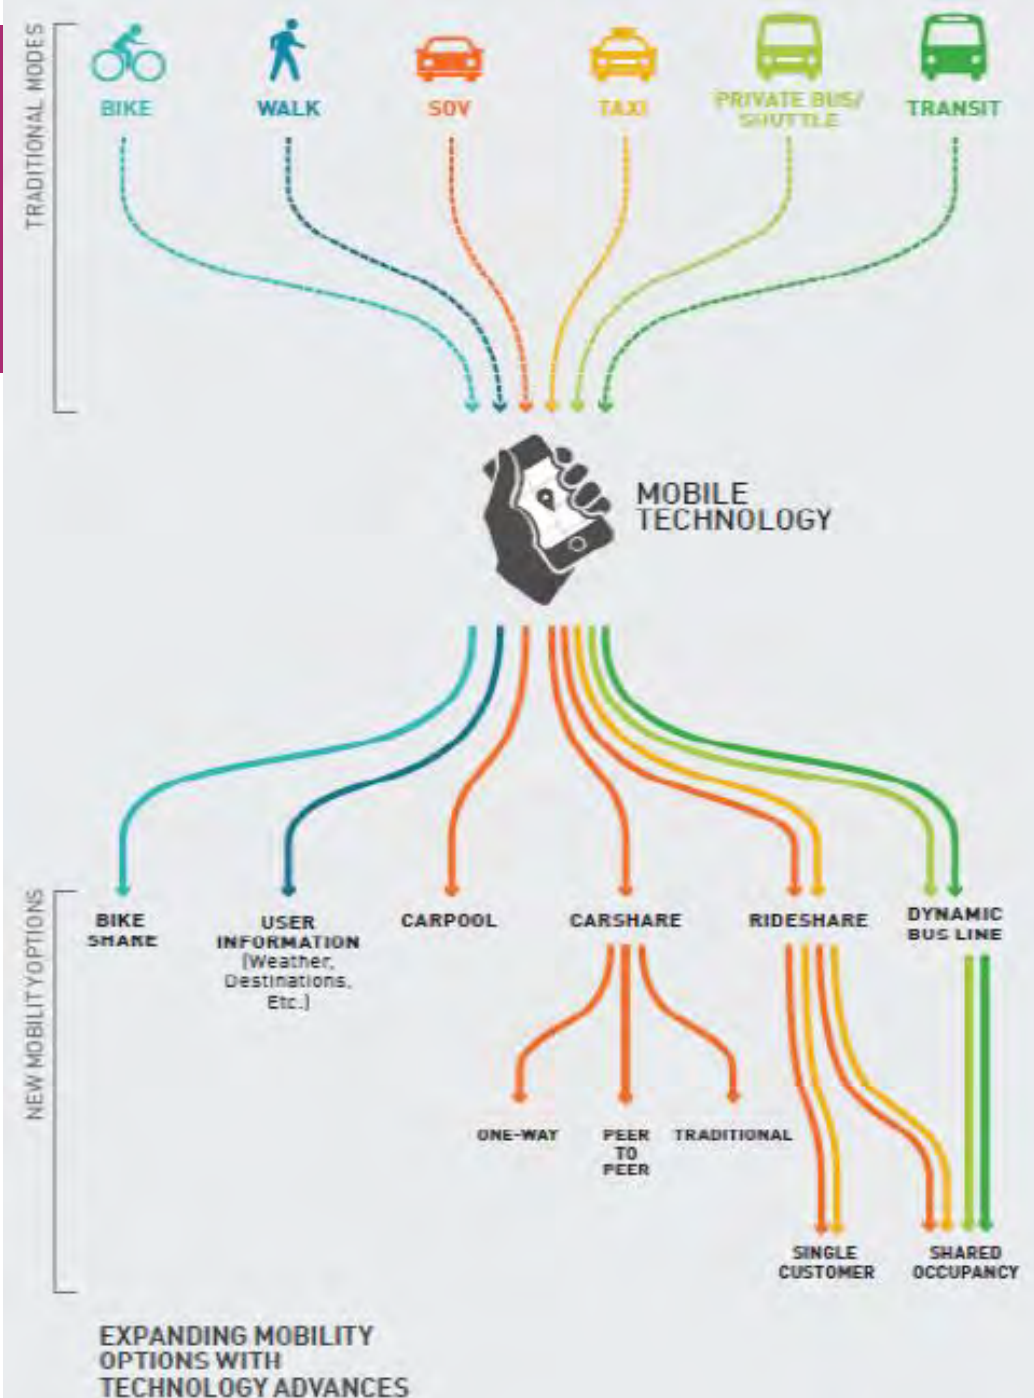 TRADITIONAL MODES
BIKE
WALK
SOV
TAXI
PRIVATE BUS/
SHUTTLE
TRANSIT
MOBILE
TECHNOLOGY
NEW MOBILITY OPTIONS
BIKE
SHARE
USER
INFORMATION
(Weather,
Destinations,
Etc.)
CARPOOL
CARSHARE
RIDESHARE
DYNAMIC
BUS LINE
ONE-WAY
PEER
TO
PEER
TRADITIONAL
SINGLE
CUSTOMER
SHARED
OCCUPANCY
EXPANDING MOBILITY
OPTIONS WITH
TECHNOLOGY ADVANCES